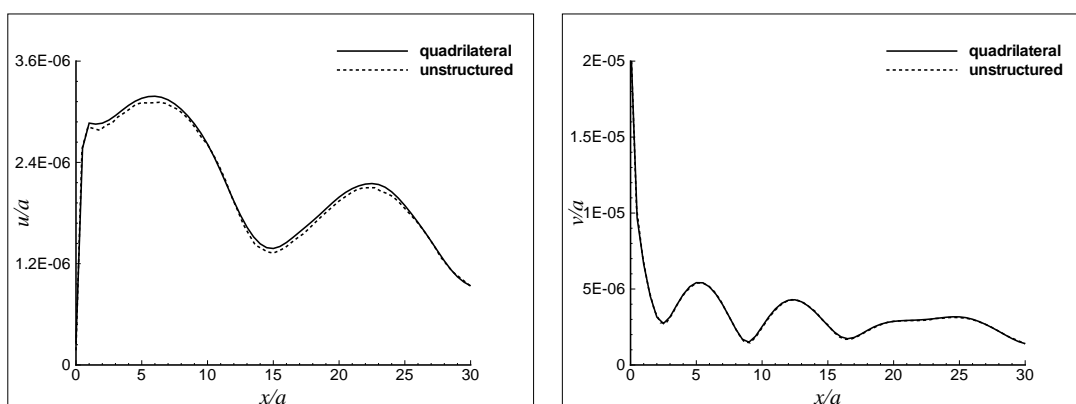 quadrilateral
unstructured
3.6E-06
2.4E-06
1.2E-06
0
u/a
0 5 10 15 20 25 30
x/a
quadrilateral
unstructured
2E-05
1.5E-05
1E-05
5E-06
0
v/a
0 5 10 15 20 25 30
x/a